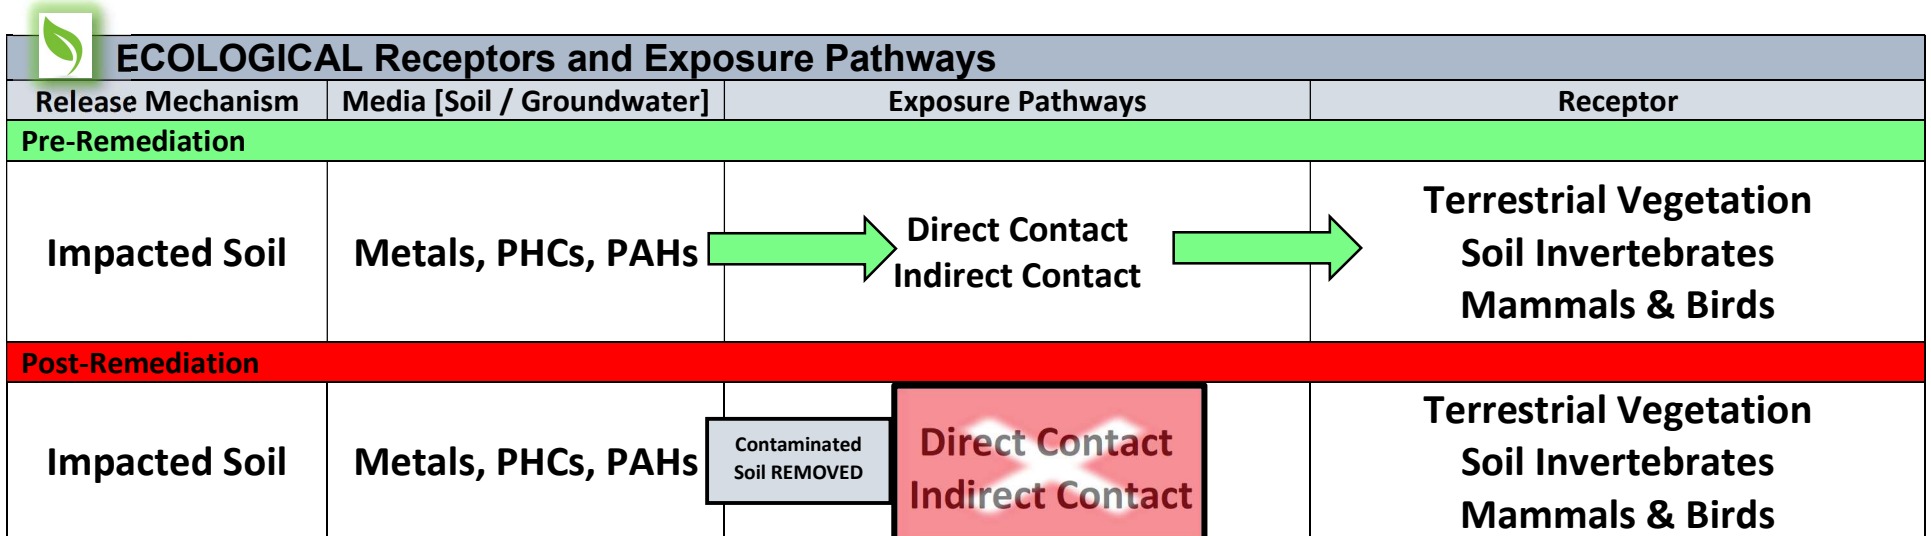 ECOLOGICAL Receptors and Exposure Pathways
Release Mechanism Media [Soil / Groundwater] Exposure Pathways Receptor
Pre-Remediation
Impacted Soil
Metals, PHCs, PAHs
Direct Contact
Indirect Contact
Terrestrial Vegetation
Soil Invertebrates
Mammals & Birds
Post-Remediation
Impacted Soil
Metals, PHCs, PAHs
Contaminated
Soil REMOVED
Direct Contact
Indirect Contact
Terrestrial Vegetation
Soil Invertebrates
Mammals & Birds